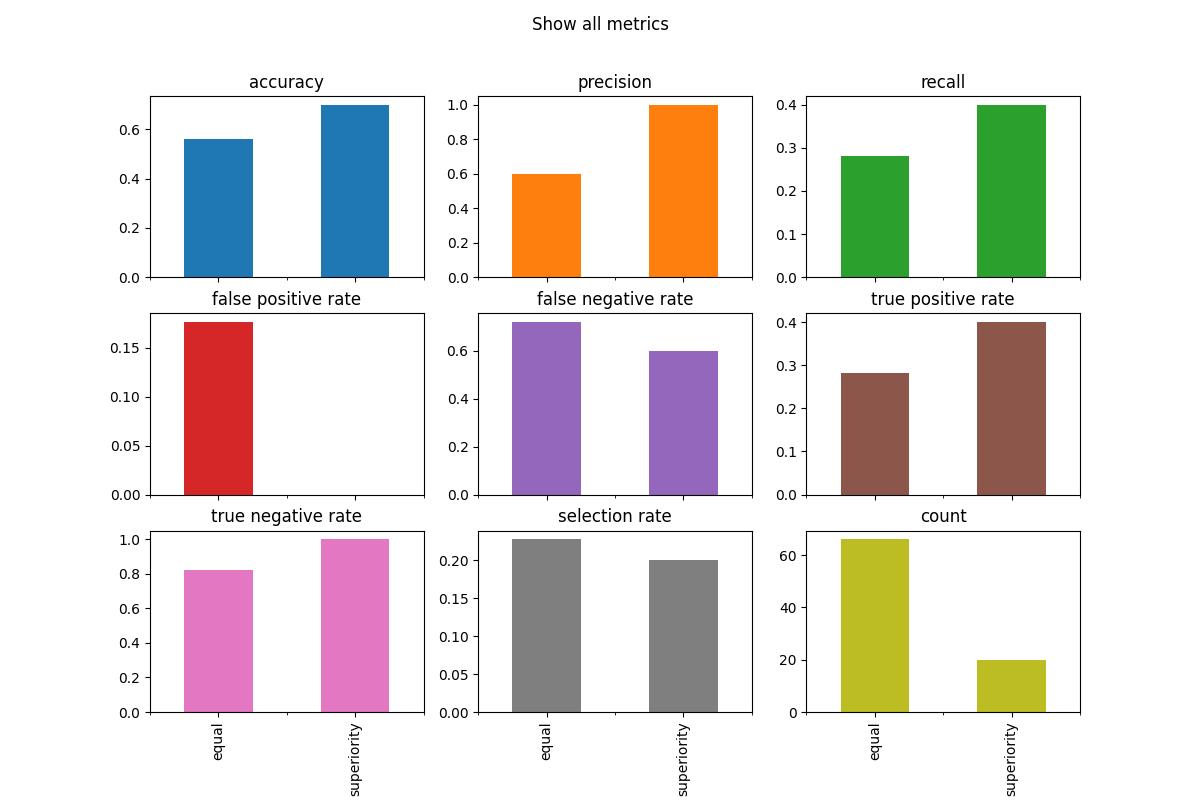 Show all metrics
accuracy
0.6
0.4
0.2
0.0
precision
1.0
0.8
0.6
0.4
0.2
0.0
recall
0.4
0.3
0.2
0.1
0.0
false positive rate
0.15
0.10
0.05
0.00
false negative rate
0.6
0.4
0.2
0.0
true positive rate
0.4
0.3
0.2
0.1
0.0
true negative rate
1.0
0.8
0.6
0.4
0.2
0.0
equal
superiority
selection rate
0.20
0.15
0.10
0.05
0.00
equal
superiority
count
60
40
20
0
equal
superiority